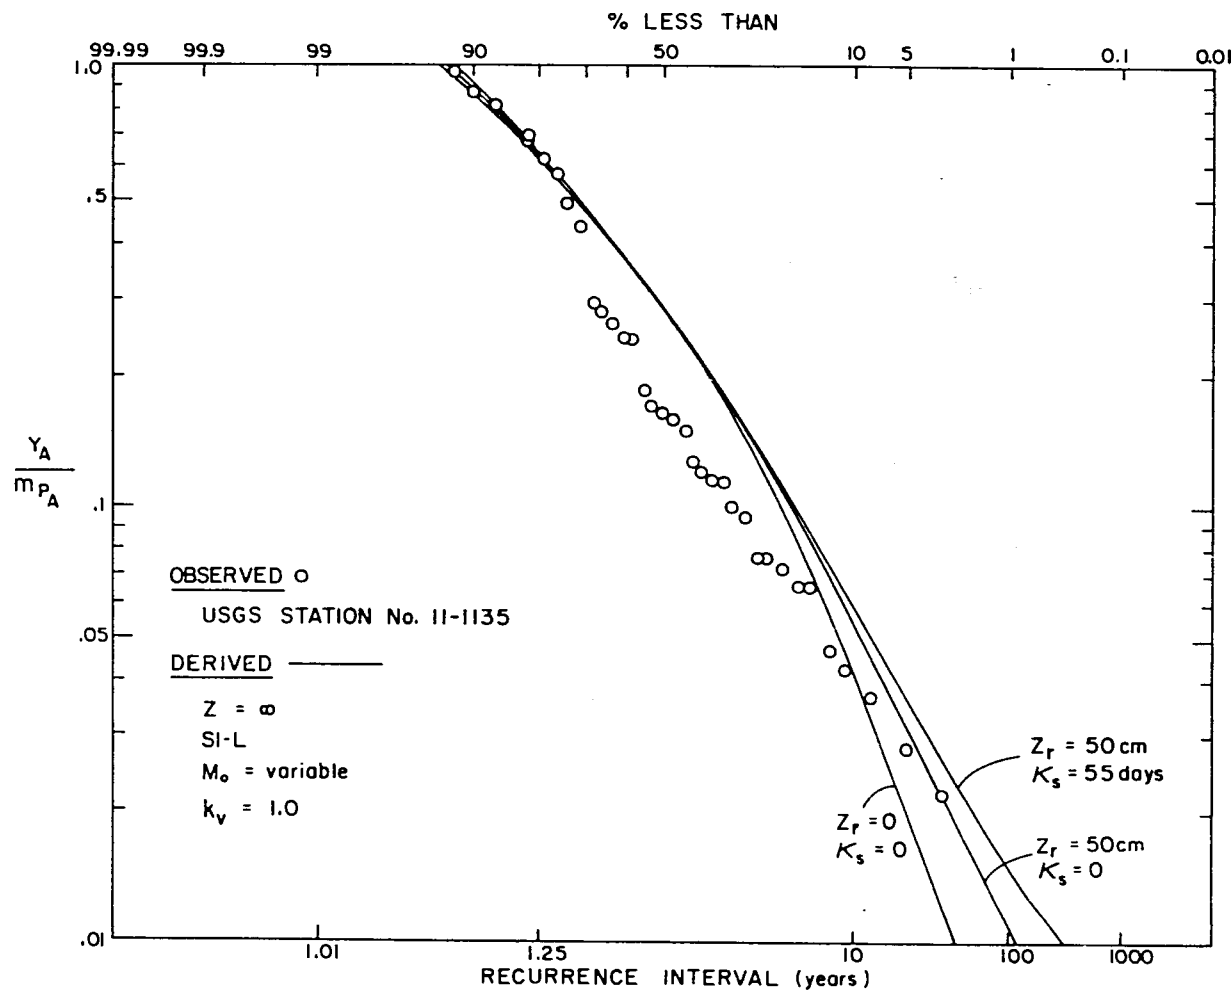 % LESS THAN
99.99 99.9 99 90 50 10 5 1 0.1 0.01
1.0
.5
.1
.05
.01
Y_A
m_{P_A}
OBSERVED O
USGS STATION No. 11-1135
DERIVED
Z = ∞
SI-L
M_o = variable
k_v = 1.0
Z_r = 0
K_s = 0
Z_r = 50 cm
K_s = 55 days
Z_r = 50 cm
K_s = 0
1.01 1.25 10 100 1000
RECURRENCE INTERVAL (years)